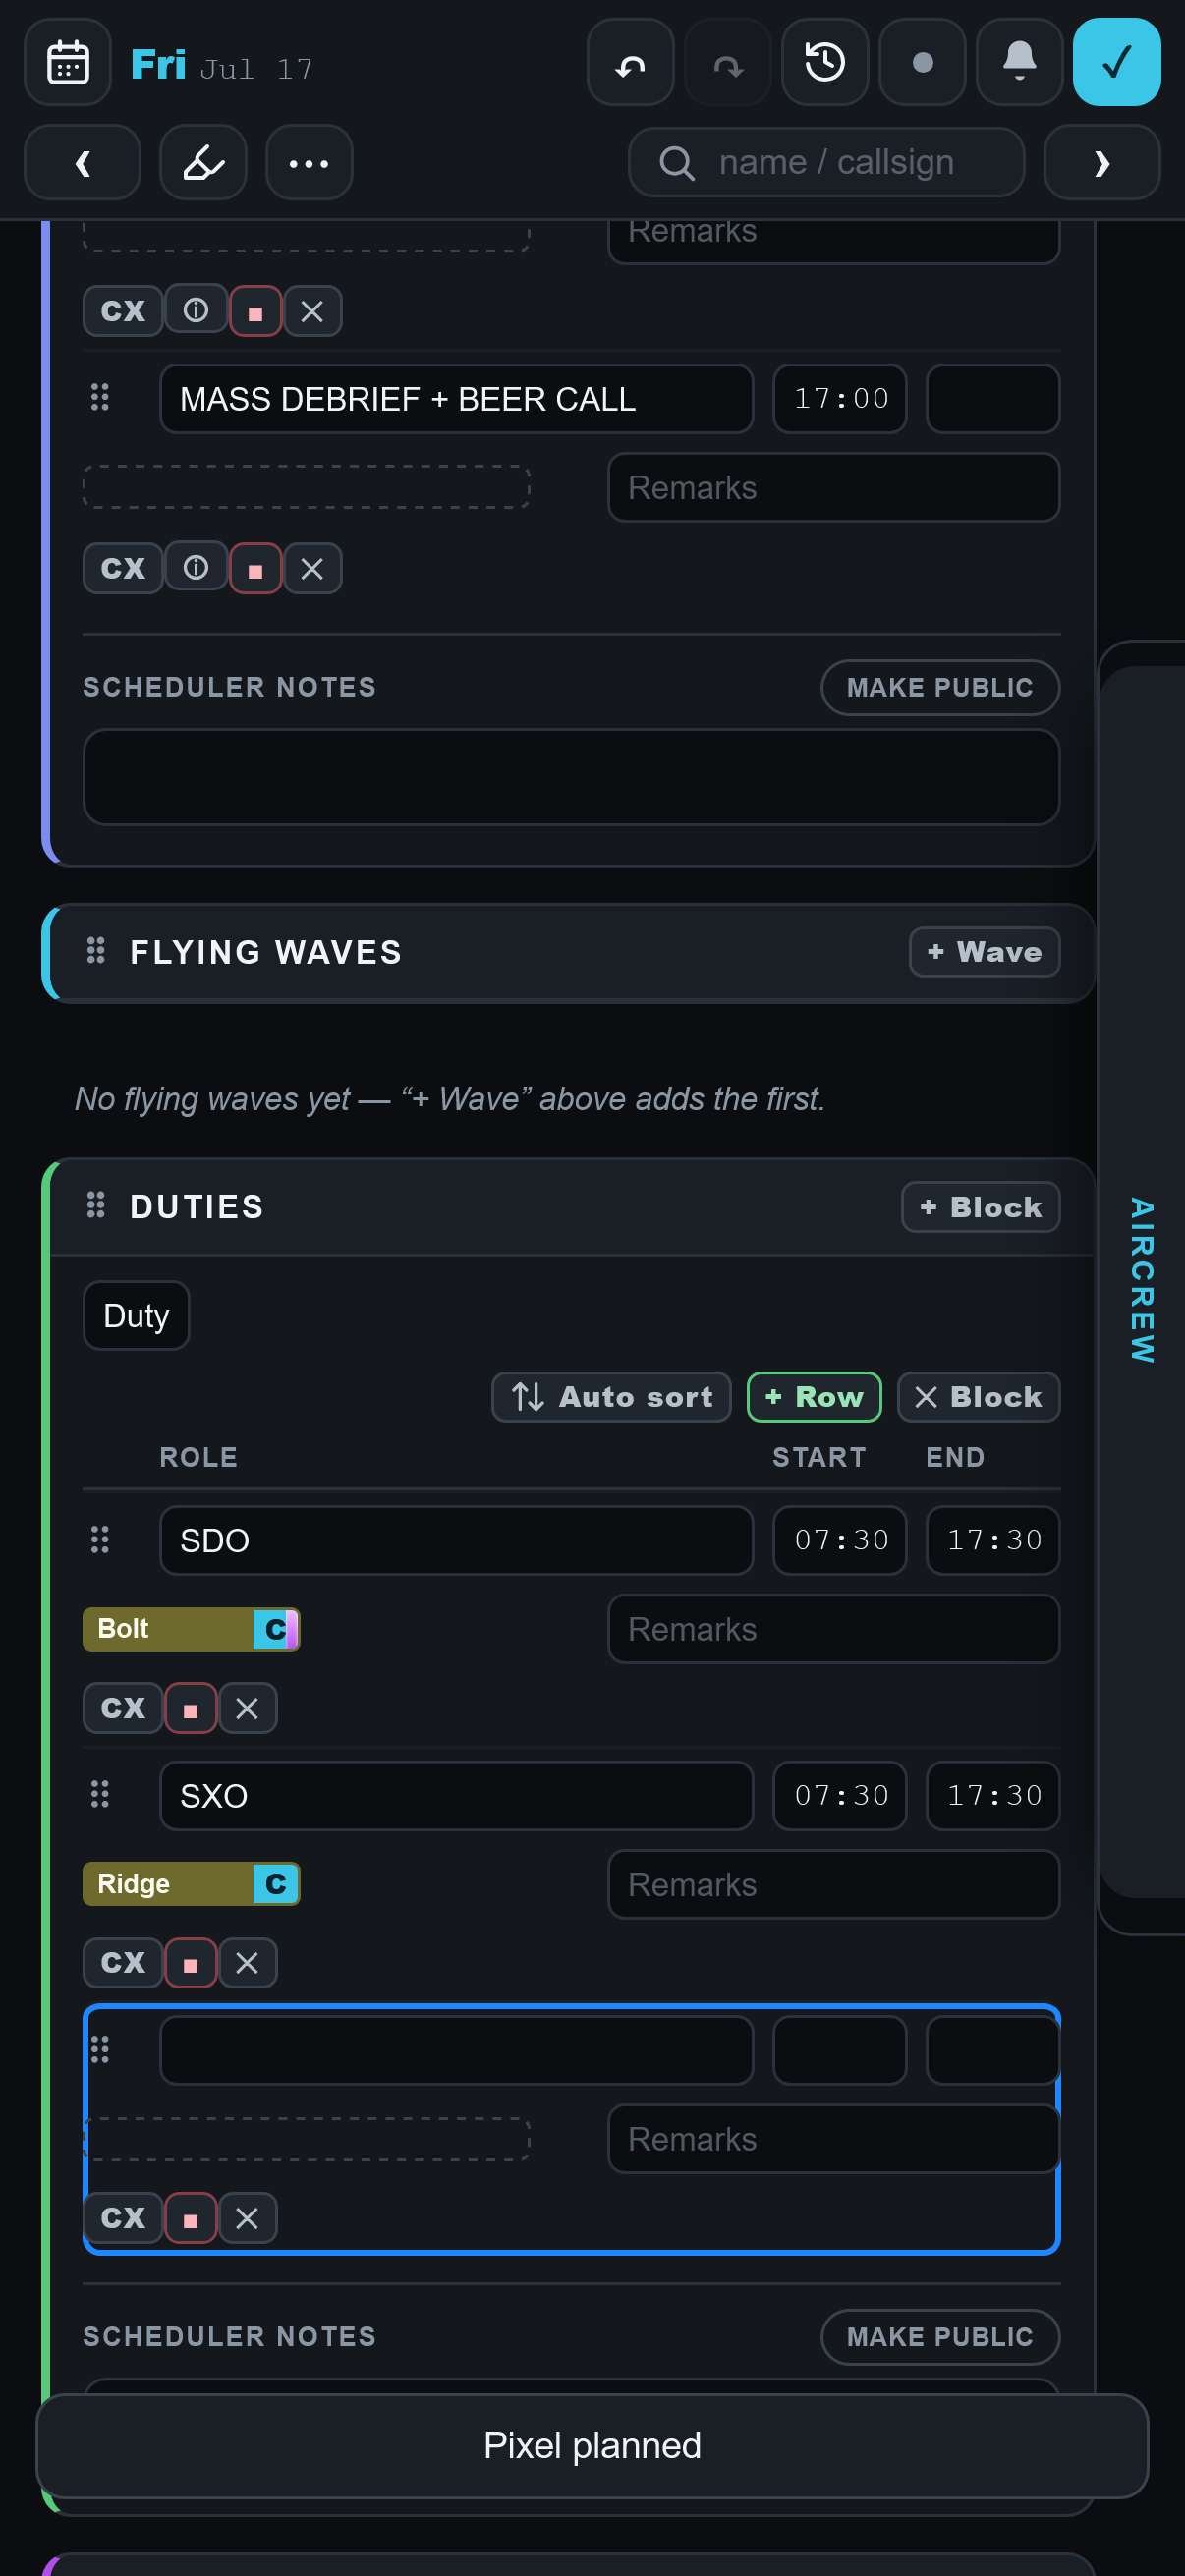 Fri Jul 17
name / callsign
Remarks
CX
MASS DEBRIEF + BEER CALL 17:00
Remarks
CX
SCHEDULER NOTES MAKE PUBLIC
FLYING WAVES + Wave
No flying waves yet — “+ Wave” above adds the first.
DUTIES + Block
AIRCREW
Duty
Auto sort + Row × Block
ROLE START END
SDO 07:30 17:30
Bolt C Remarks
CX
SXO 07:30 17:30
Ridge C Remarks
CX
Remarks
CX
SCHEDULER NOTES MAKE PUBLIC
Pixel planned